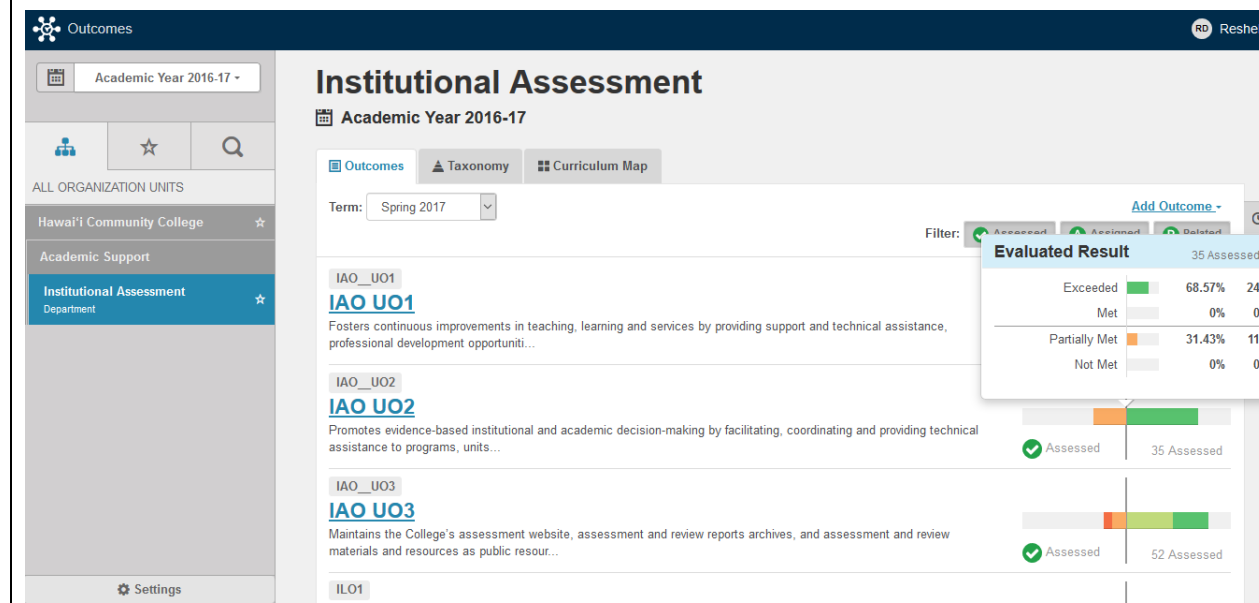 Outcomes
RD Reshe
Academic Year 2016-17
ALL ORGANIZATION UNITS
Hawai‘i Community College
Academic Support
Institutional Assessment
Department
Settings
Institutional Assessment
Academic Year 2016-17
Outcomes Taxonomy Curriculum Map
Term: Spring 2017
Add Outcome
Filter: Assessed A Assigned R Related
Evaluated Result 35 Assessed
Exceeded 68.57% 24
Met 0% 0
Partially Met 31.43% 11
Not Met 0% 0
IAO__UO1
IAO UO1
Fosters continuous improvements in teaching, learning and services by providing support and technical assistance,
professional development opportuniti...
IAO__UO2
IAO UO2
Promotes evidence-based institutional and academic decision-making by facilitating, coordinating and providing technical
assistance to programs, units...
Assessed 35 Assessed
IAO__UO3
IAO UO3
Maintains the College's assessment website, assessment and review reports archives, and assessment and review
materials and resources as public resour...
Assessed 52 Assessed
ILO1